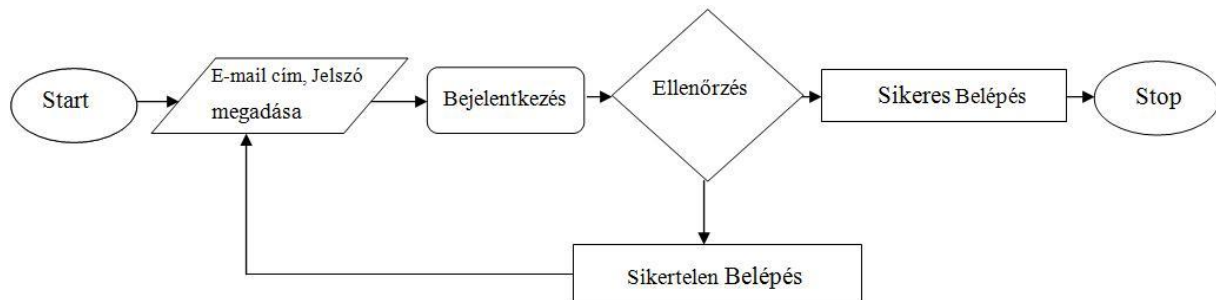 Start
E-mail cím, Jelszó
megadása
Bejelentkezés
Ellenőrzés
Sikeres Belépés
Stop
Sikertelen Belépés